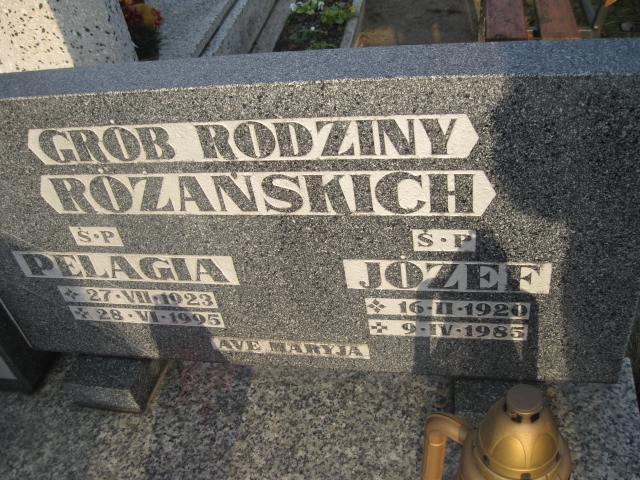 GRÓB RODZINY
RÓŻAŃSKICH
Ś·P
PELAGIA
27·VII·1923
28·VI·1995
Ś·P
JÓZEF
16·II·1920
9·IV·1985
AVE MARYJA